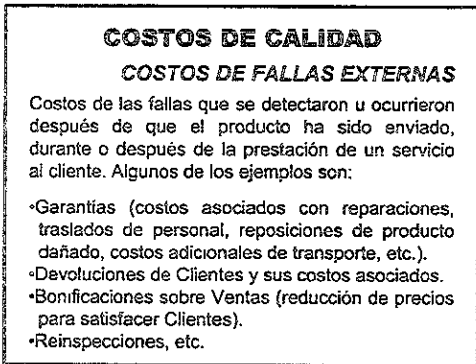 COSTOS DE CALIDAD
COSTOS DE FALLAS EXTERNAS
Costos de las fallas que se detectaron u ocurrieron
después de que el producto ha sido enviado,
durante o después de la prestación de un servicio
al cliente. Algunos de los ejemplos son:
•Garantías (costos asociados con reparaciones,
traslados de personal, reposiciones de producto
dañado, costos adicionales de transporte, etc.).
•Devoluciones de Clientes y sus costos asociados.
•Bonificaciones sobre Ventas (reducción de precios
para satisfacer Clientes).
•Reinspecciones, etc.